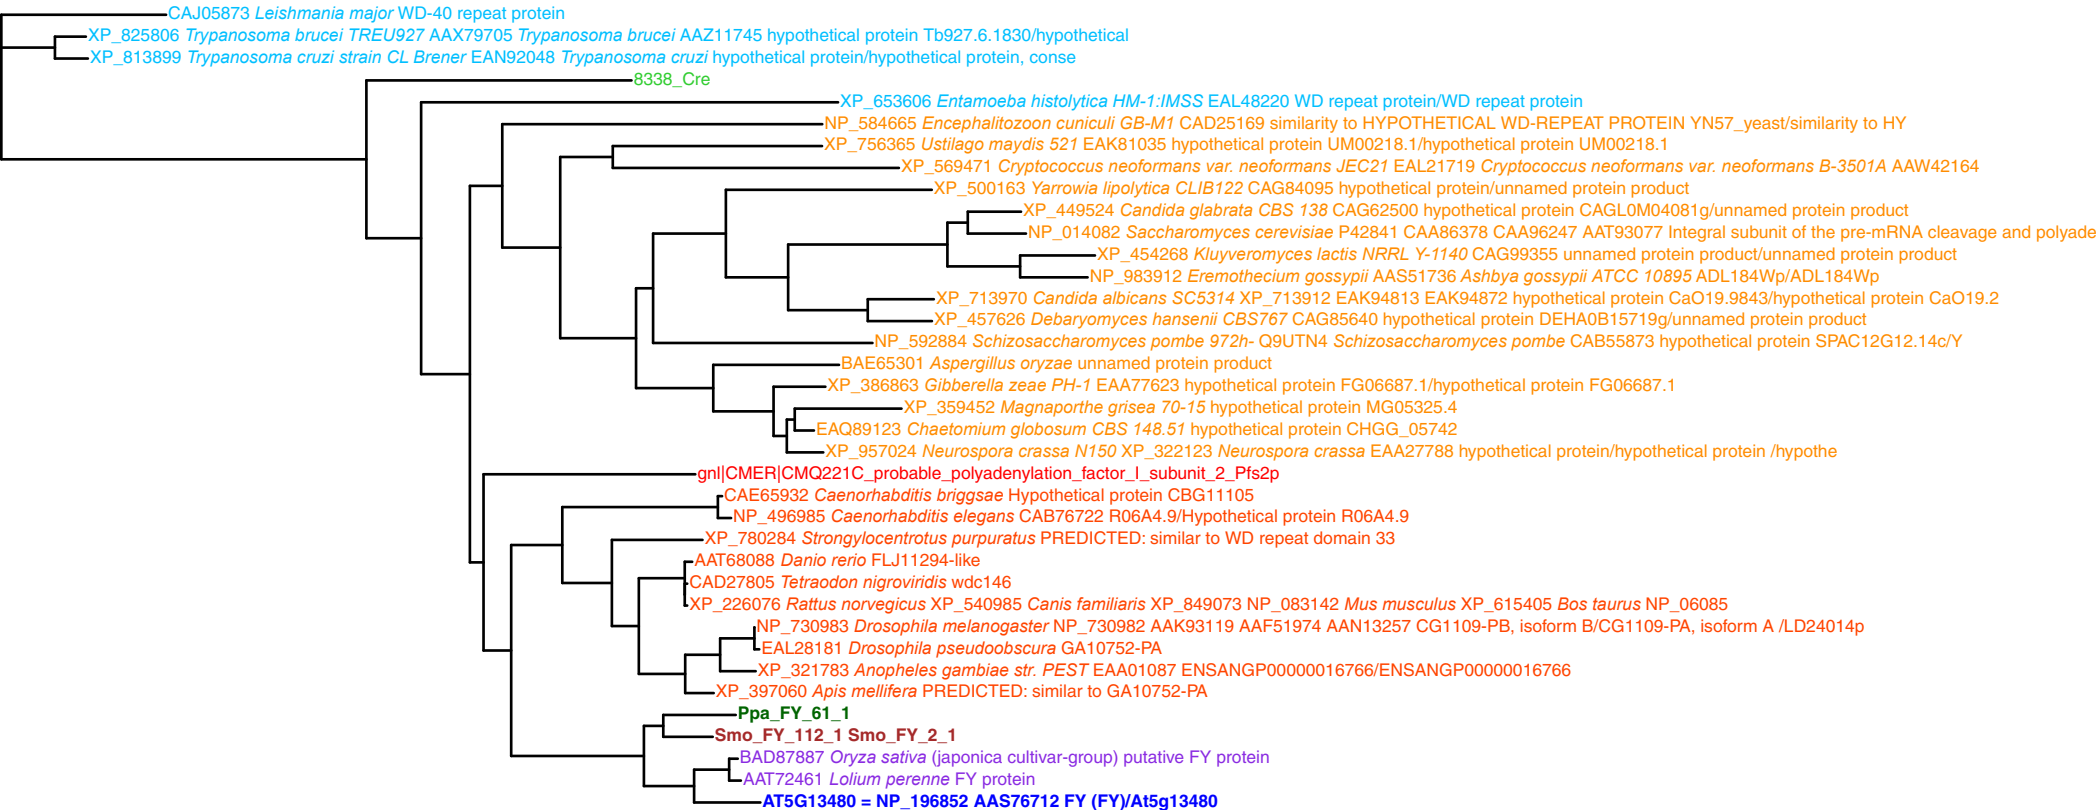 CAJ05873 Leishmania major WD-40 repeat protein
XP_825806 Trypanosoma brucei TREU927 AAX79705 Trypanosoma brucei AAZ11745 hypothetical protein Tb927.6.1830/hypothetical
XP_813899 Trypanosoma cruzi strain CL Brener EAN92048 Trypanosoma cruzi hypothetical protein/hypothetical protein, conse
8338_Cre
XP_653606 Entamoeba histolytica HM-1:IMSS EAL48220 WD repeat protein/WD repeat protein
NP_584665 Encephalitozoon cuniculi GB-M1 CAD25169 similarity to HYPOTHETICAL WD-REPEAT PROTEIN YN57_yeast/similarity to HY
XP_756365 Ustilago maydis 521 EAK81035 hypothetical protein UM00218.1/hypothetical protein UM00218.1
XP_569471 Cryptococcus neoformans var. neoformans JEC21 EAL21719 Cryptococcus neoformans var. neoformans B-3501A AAW42164
XP_500163 Yarrowia lipolytica CLIB122 CAG84095 hypothetical protein/unnamed protein product
XP_449524 Candida glabrata CBS 138 CAG62500 hypothetical protein CAGL0M04081g/unnamed protein product
NP_014082 Saccharomyces cerevisiae P42841 CAA86378 CAA96247 AAT93077 Integral subunit of the pre-mRNA cleavage and polyade
XP_454268 Kluyveromyces lactis NRRL Y-1140 CAG99355 unnamed protein product/unnamed protein product
NP_983912 Eremothecium gossypii AAS51736 Ashbya gossypii ATCC 10895 ADL184Wp/ADL184Wp
XP_713970 Candida albicans SC5314 XP_713912 EAK94813 EAK94872 hypothetical protein CaO19.9843/hypothetical protein CaO19.2
XP_457626 Debaryomyces hansenii CBS767 CAG85640 hypothetical protein DEHA0B15719g/unnamed protein product
NP_592884 Schizosaccharomyces pombe 972h- Q9UTN4 Schizosaccharomyces pombe CAB55873 hypothetical protein SPAC12G12.14c/Y
BAE65301 Aspergillus oryzae unnamed protein product
XP_386863 Gibberella zeae PH-1 EAA77623 hypothetical protein FG06687.1/hypothetical protein FG06687.1
XP_359452 Magnaporthe grisea 70-15 hypothetical protein MG05325.4
EAQ89123 Chaetomium globosum CBS 148.51 hypothetical protein CHGG_05742
XP_957024 Neurospora crassa N150 XP_322123 Neurospora crassa EAA27788 hypothetical protein/hypothetical protein /hypothe
gnl|CMER|CMQ221C_probable_polyadenylation_factor_I_subunit_2_Pfs2p
CAE65932 Caenorhabditis briggsae Hypothetical protein CBG11105
NP_496985 Caenorhabditis elegans CAB76722 R06A4.9/Hypothetical protein R06A4.9
XP_780284 Strongylocentrotus purpuratus PREDICTED: similar to WD repeat domain 33
AAT68088 Danio rerio FLJ11294-like
CAD27805 Tetraodon nigroviridis wdc146
XP_226076 Rattus norvegicus XP_540985 Canis familiaris XP_849073 NP_083142 Mus musculus XP_615405 Bos taurus NP_06085
NP_730983 Drosophila melanogaster NP_730982 AAK93119 AAF51974 AAN13257 CG1109-PB, isoform B/CG1109-PA, isoform A /LD24014p
EAL28181 Drosophila pseudoobscura GA10752-PA
XP_321783 Anopheles gambiae str. PEST EAA01087 ENSANGP00000016766/ENSANGP00000016766
XP_397060 Apis mellifera PREDICTED: similar to GA10752-PA
Ppa_FY_61_1
Smo_FY_112_1 Smo_FY_2_1
BAD87887 Oryza sativa (japonica cultivar-group) putative FY protein
AAT72461 Lolium perenne FY protein
AT5G13480 = NP_196852 AAS76712 FY (FY)/At5g13480